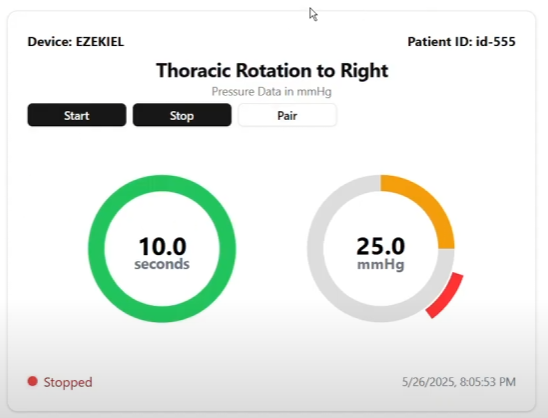 Device: EZEKIEL
Patient ID: id-555
Thoracic Rotation to Right
Pressure Data in mmHg
Start
Stop
Pair
10.0
seconds
25.0
mmHg
Stopped
5/26/2025, 8:05:53 PM